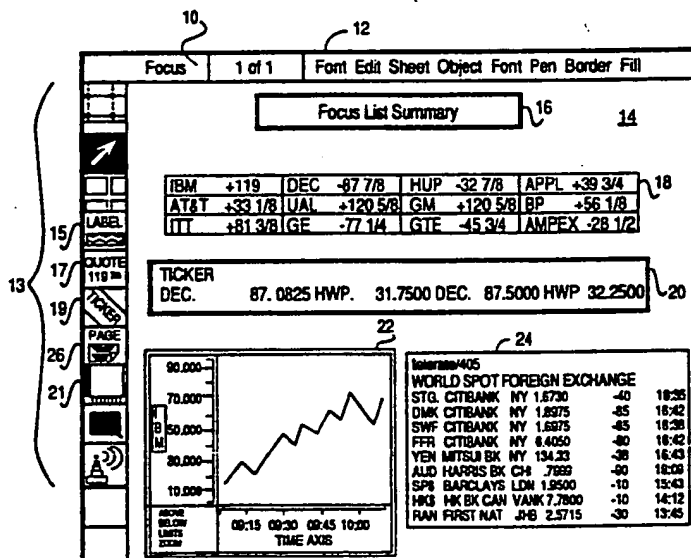 10
12
Focus 1 of 1 Font Edit Sheet Object Font Pen Border Fill
Focus List Summary
16
14
IBM +119 DEC -87 7/8 HUP -32 7/8 APPL +39 3/4
18
AT&T +33 1/8 UAL +120 5/8 GM +120 5/8 BP +56 1/8
ITT +81 3/8 GE -77 1/4 GTE -45 3/4 AMPEX -28 1/2
15
LABEL
17
QUOTE
119
13
19
TICKER
26
PAGE
21
TICKER
DEC. 87. 0825 HWP. 31.7500 DEC. 87.5000 HWP 32.2500
20
22
90.000
70.000
50.000
30.000
10.000
IBM
ABOVE
BELOW
LIMITS
ZOOM
09:15 09:30 09:45 10:00
TIME AXIS
24
tolerate/405
WORLD SPOT FOREIGN EXCHANGE
STG. CITIBANK NY 1.6730 -40
DMK CITIBANK NY 1.8975 -85 16:42
SWF CITIBANK NY 1.6975 -85
FFR CITIBANK NY 6.4050 -80 16:42
YEN MITSUI BK NY 134.33 16:43
AUD HARRIS BK CHI .7999 -90 16:09
BARCLAYS LDN 1.9500 -10 15:43
HK$ HK BK CAN VANK 7.7800 -10 14:12
RAN FIRST NAT JHB 2.5715 -30 13:45